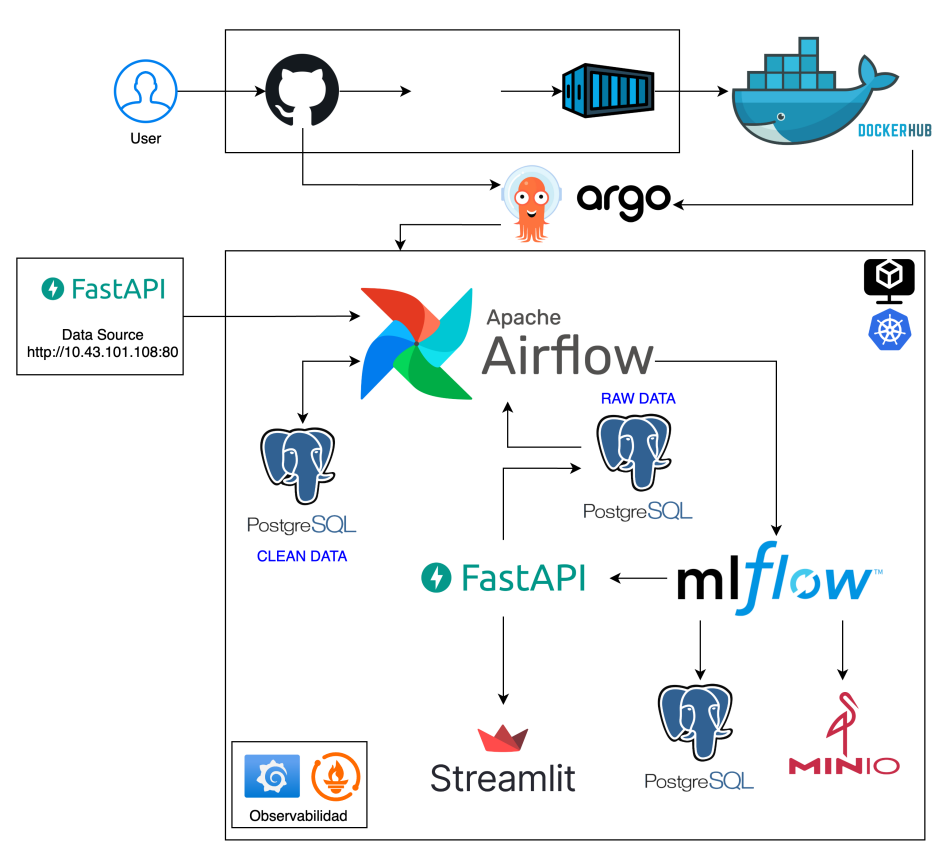 User
DOCKERHUB
argo
FastAPI
Data Source
http://10.43.101.108:80
Apache
Airflow
RAW DATA
PostgreSQL
PostgreSQL
CLEAN DATA
FastAPI
mlflow™
Streamlit
PostgreSQL
MINIO
Observabilidad